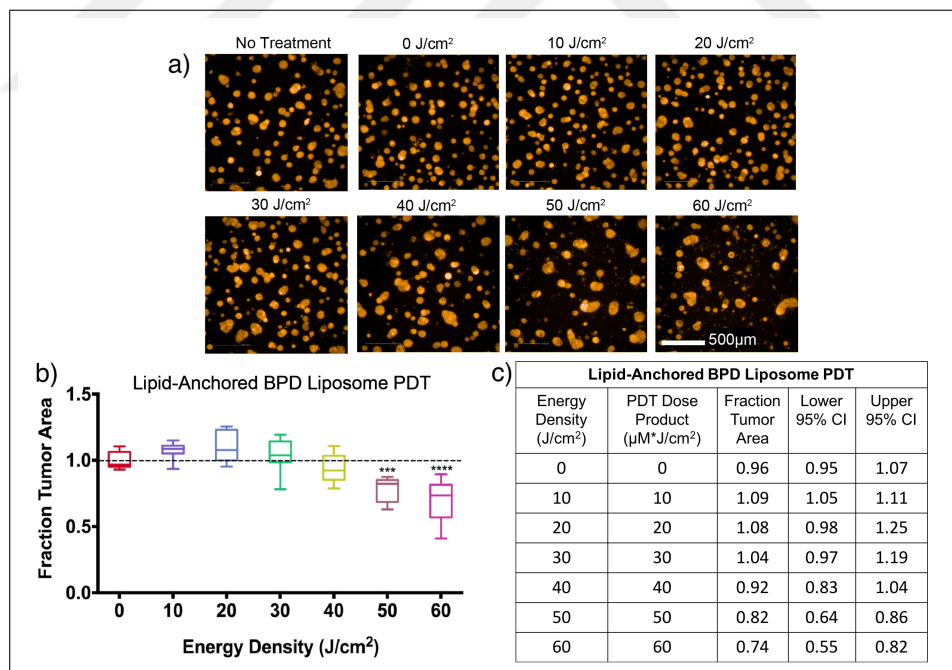 No Treatment 0 J/cm² 10 J/cm² 20 J/cm²
a)
30 J/cm² 40 J/cm² 50 J/cm² 60 J/cm²
500µm
b)
Lipid-Anchored BPD Liposome PDT
Fraction Tumor Area
1.5
1.0
0.5
0.0
*** ****
0 10 20 30 40 50 60
Energy Density (J/cm²)
c)
Lipid-Anchored BPD Liposome PDT
Energy Density (J/cm²) PDT Dose Product (µM*J/cm²) Fraction Tumor Area Lower 95% CI Upper 95% CI
0 0 0.96 0.95 1.07
10 10 1.09 1.05 1.11
20 20 1.08 0.98 1.25
30 30 1.04 0.97 1.19
40 40 0.92 0.83 1.04
50 50 0.82 0.64 0.86
60 60 0.74 0.55 0.82